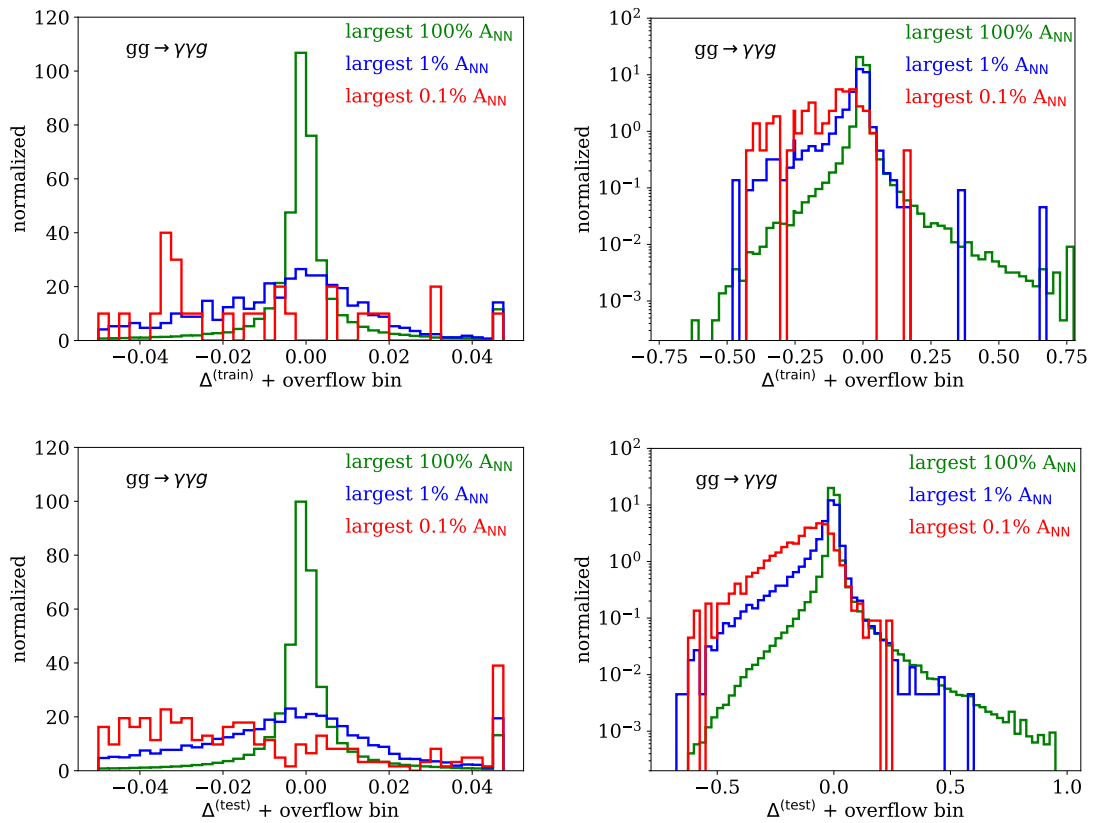 120
100
80
60
40
20
0
normalized
gg → γγg
largest 100% A_NN
largest 1% A_NN
largest 0.1% A_NN
−0.04 −0.02 0.00 0.02 0.04
Δ^(train) + overflow bin
10^2
10^1
10^0
10^−1
10^−2
10^−3
normalized
gg → γγg
largest 100% A_NN
largest 1% A_NN
largest 0.1% A_NN
−0.75 −0.50 −0.25 0.00 0.25 0.50 0.75
Δ^(train) + overflow bin
120
100
80
60
40
20
0
normalized
gg → γγg
largest 100% A_NN
largest 1% A_NN
largest 0.1% A_NN
−0.04 −0.02 0.00 0.02 0.04
Δ^(test) + overflow bin
10^2
10^1
10^0
10^−1
10^−2
10^−3
normalized
gg → γγg
largest 100% A_NN
largest 1% A_NN
largest 0.1% A_NN
−0.5 0.0 0.5 1.0
Δ^(test) + overflow bin